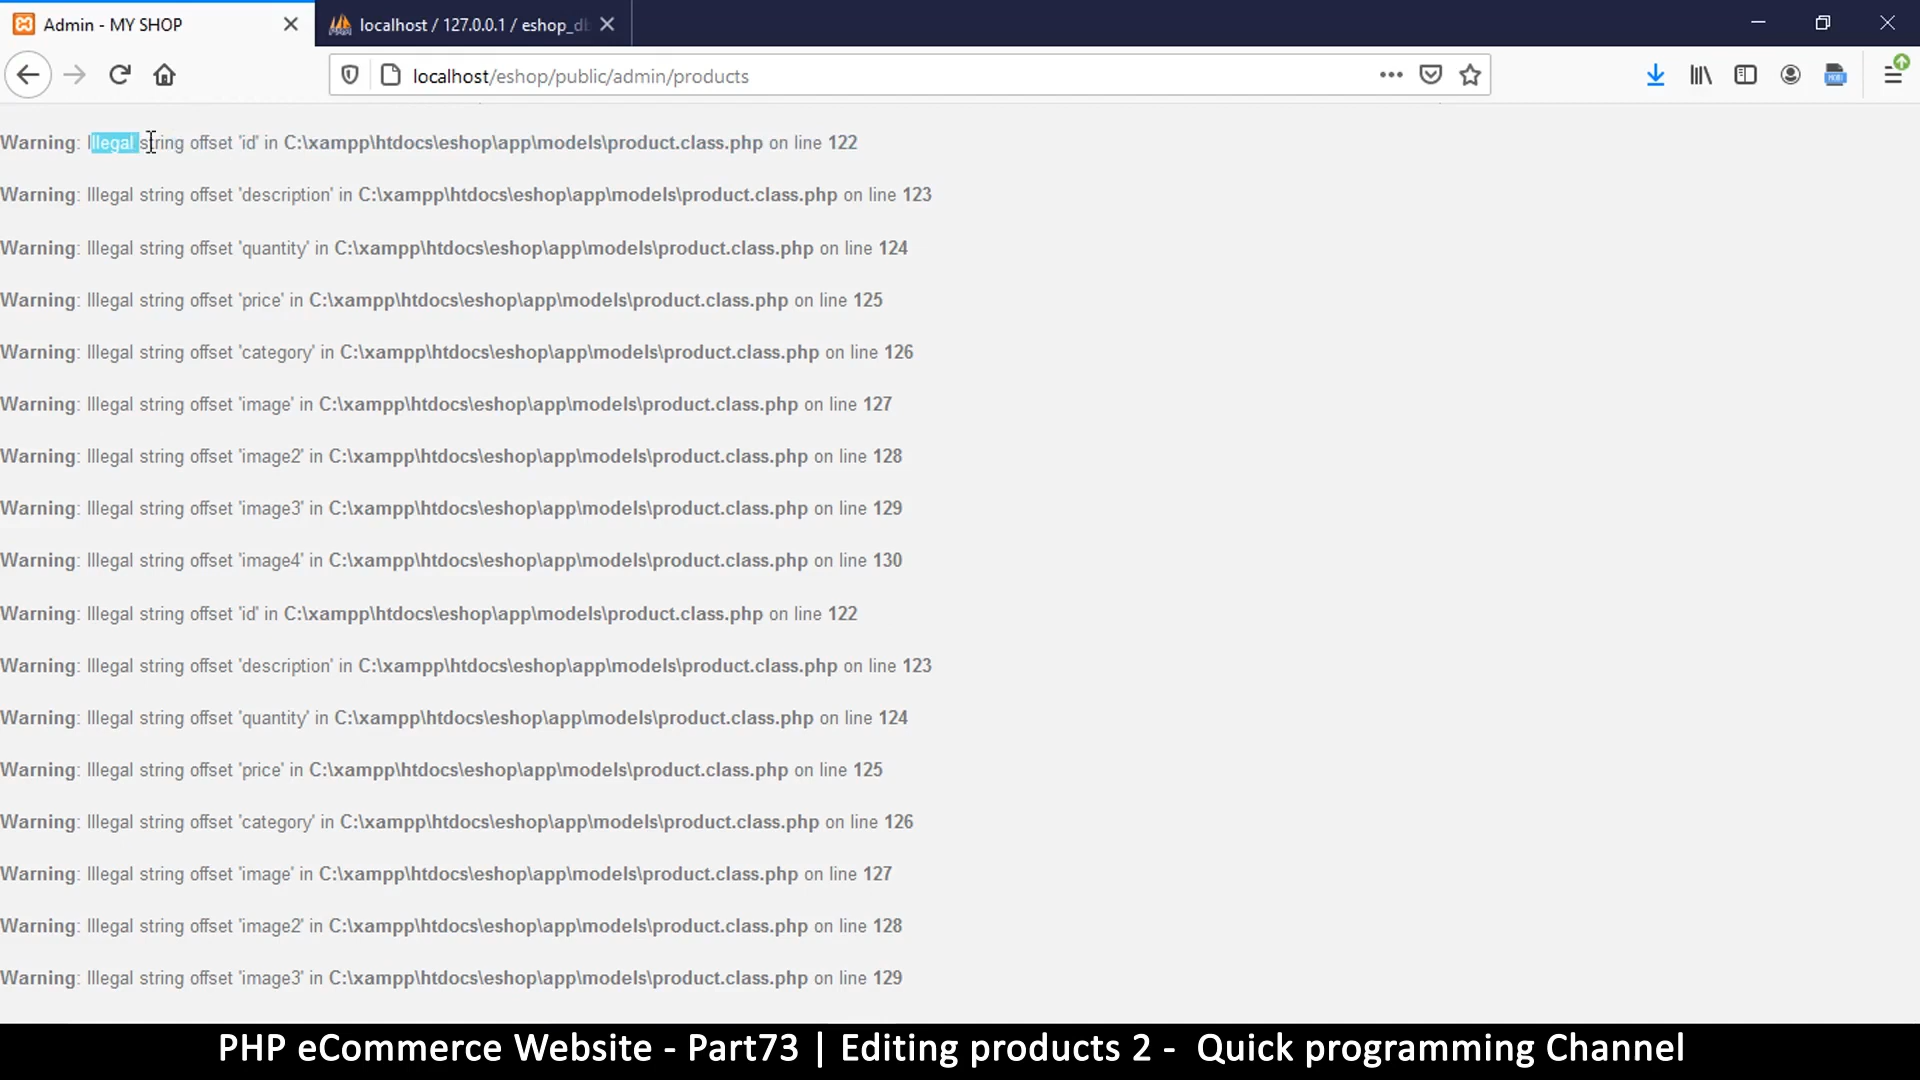 Admin - MY SHOP
localhost / 127.0.0.1 / eshop_db
localhost/eshop/public/admin/products
Warning: Illegal string offset 'id' in C:\xampp\htdocs\eshop\app\models\product.class.php on line 122
Warning: Illegal string offset 'description' in C:\xampp\htdocs\eshop\app\models\product.class.php on line 123
Warning: Illegal string offset 'quantity' in C:\xampp\htdocs\eshop\app\models\product.class.php on line 124
Warning: Illegal string offset 'price' in C:\xampp\htdocs\eshop\app\models\product.class.php on line 125
Warning: Illegal string offset 'category' in C:\xampp\htdocs\eshop\app\models\product.class.php on line 126
Warning: Illegal string offset 'image' in C:\xampp\htdocs\eshop\app\models\product.class.php on line 127
Warning: Illegal string offset 'image2' in C:\xampp\htdocs\eshop\app\models\product.class.php on line 128
Warning: Illegal string offset 'image3' in C:\xampp\htdocs\eshop\app\models\product.class.php on line 129
Warning: Illegal string offset 'image4' in C:\xampp\htdocs\eshop\app\models\product.class.php on line 130
Warning: Illegal string offset 'id' in C:\xampp\htdocs\eshop\app\models\product.class.php on line 122
Warning: Illegal string offset 'description' in C:\xampp\htdocs\eshop\app\models\product.class.php on line 123
Warning: Illegal string offset 'quantity' in C:\xampp\htdocs\eshop\app\models\product.class.php on line 124
Warning: Illegal string offset 'price' in C:\xampp\htdocs\eshop\app\models\product.class.php on line 125
Warning: Illegal string offset 'category' in C:\xampp\htdocs\eshop\app\models\product.class.php on line 126
Warning: Illegal string offset 'image' in C:\xampp\htdocs\eshop\app\models\product.class.php on line 127
Warning: Illegal string offset 'image2' in C:\xampp\htdocs\eshop\app\models\product.class.php on line 128
Warning: Illegal string offset 'image3' in C:\xampp\htdocs\eshop\app\models\product.class.php on line 129
PHP eCommerce Website - Part73 | Editing products 2 - Quick programming Channel